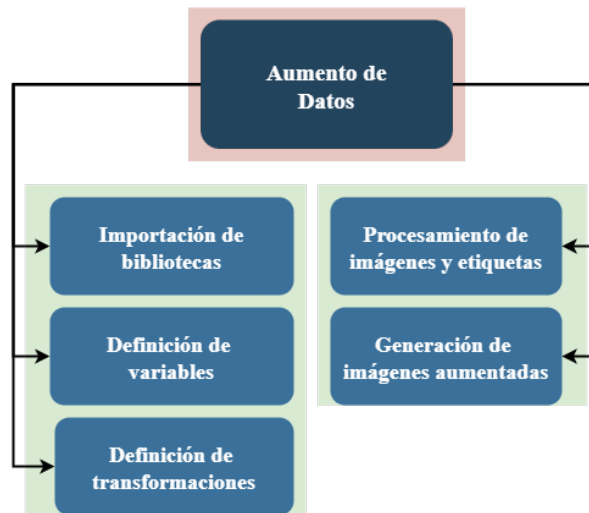 Aumento de
Datos
Importación de
bibliotecas
Definición de
variables
Definición de
transformaciones
Procesamiento de
imágenes y etiquetas
Generación de
imágenes aumentadas